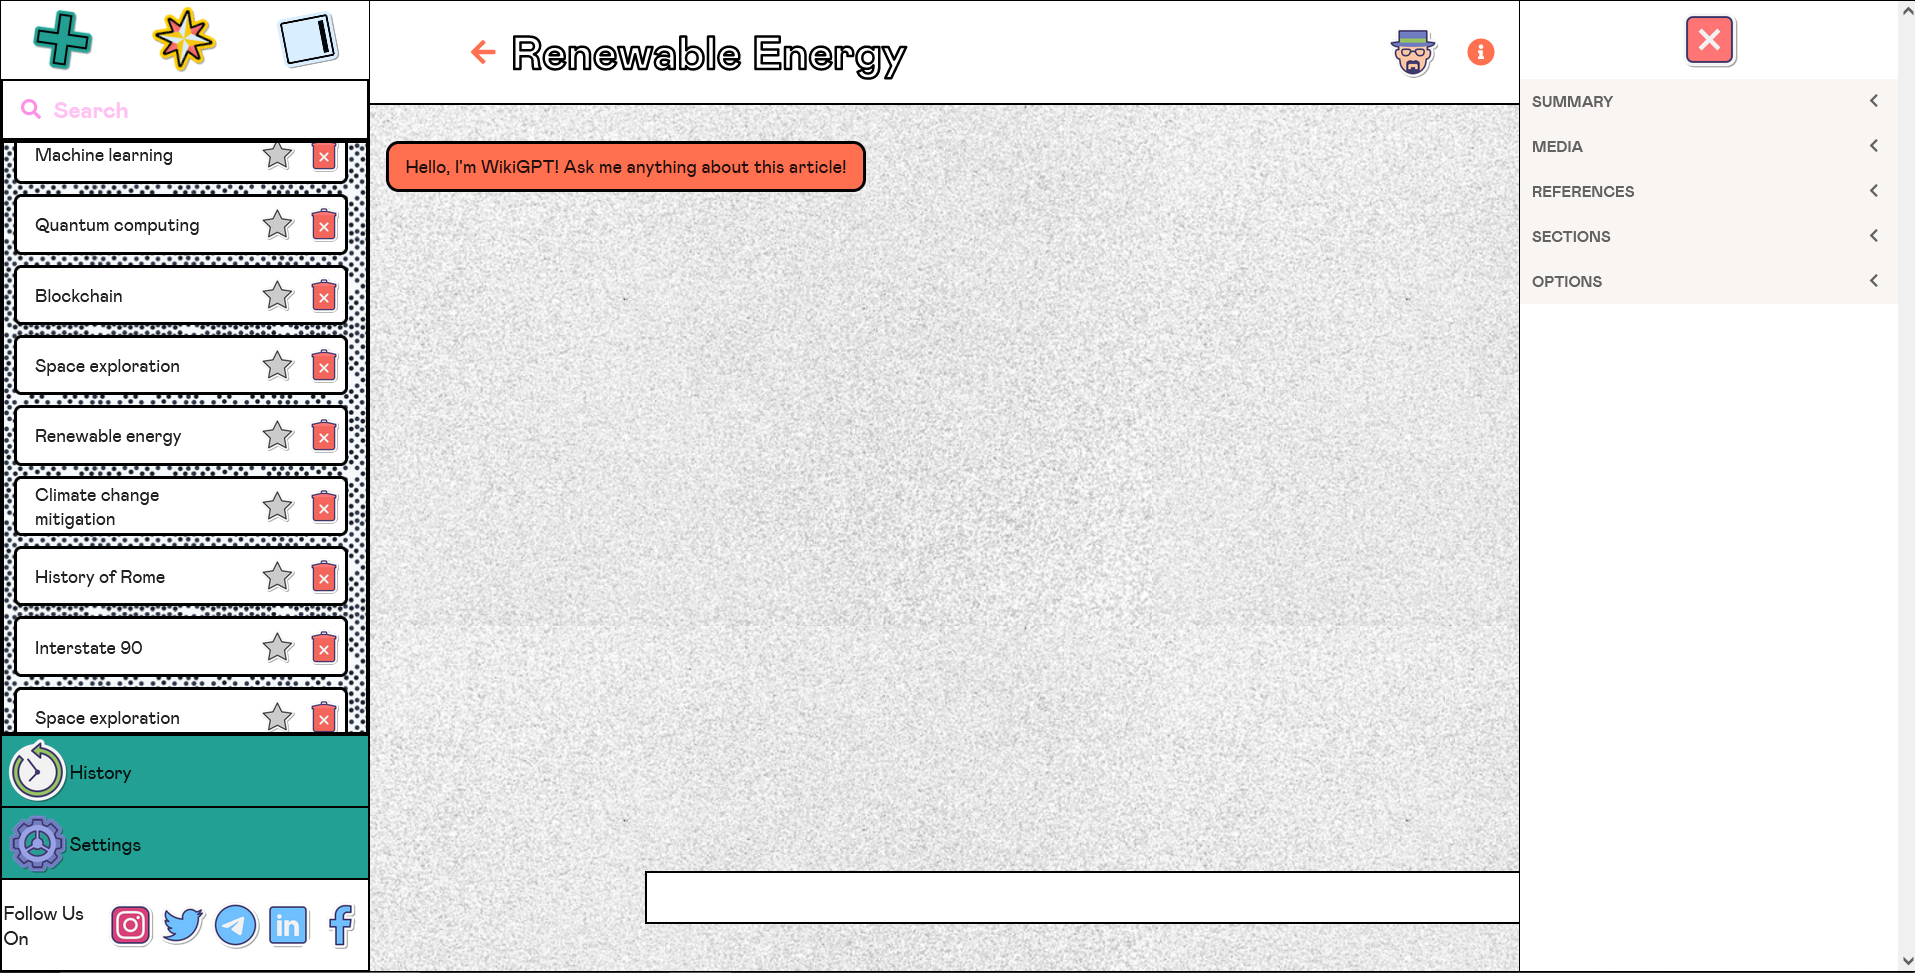 Search
Machine learning
Quantum computing
Blockchain
Space exploration
Renewable energy
Climate change
mitigation
History of Rome
Interstate 90
Space exploration
History
Settings
Follow Us
On
in
Renewable Energy
Hello, I'm WikiGPT! Ask me anything about this article!
SUMMARY
MEDIA
REFERENCES
SECTIONS
OPTIONS